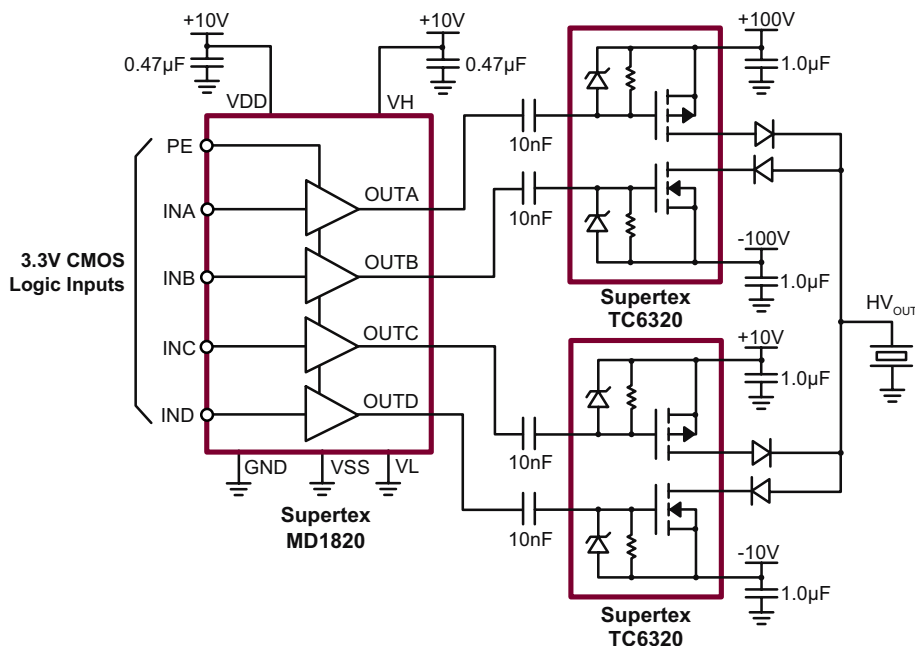 +10V
0.47µF
VDD
+10V
0.47µF
VH
PE
INA
INB
INC
IND
3.3V CMOS
Logic Inputs
OUTA
OUTB
OUTC
OUTD
GND
VSS
VL
Supertex
MD1820
10nF
10nF
10nF
10nF
+100V
1.0µF
-100V
1.0µF
Supertex
TC6320
HVOUT
+10V
1.0µF
-10V
1.0µF
Supertex
TC6320